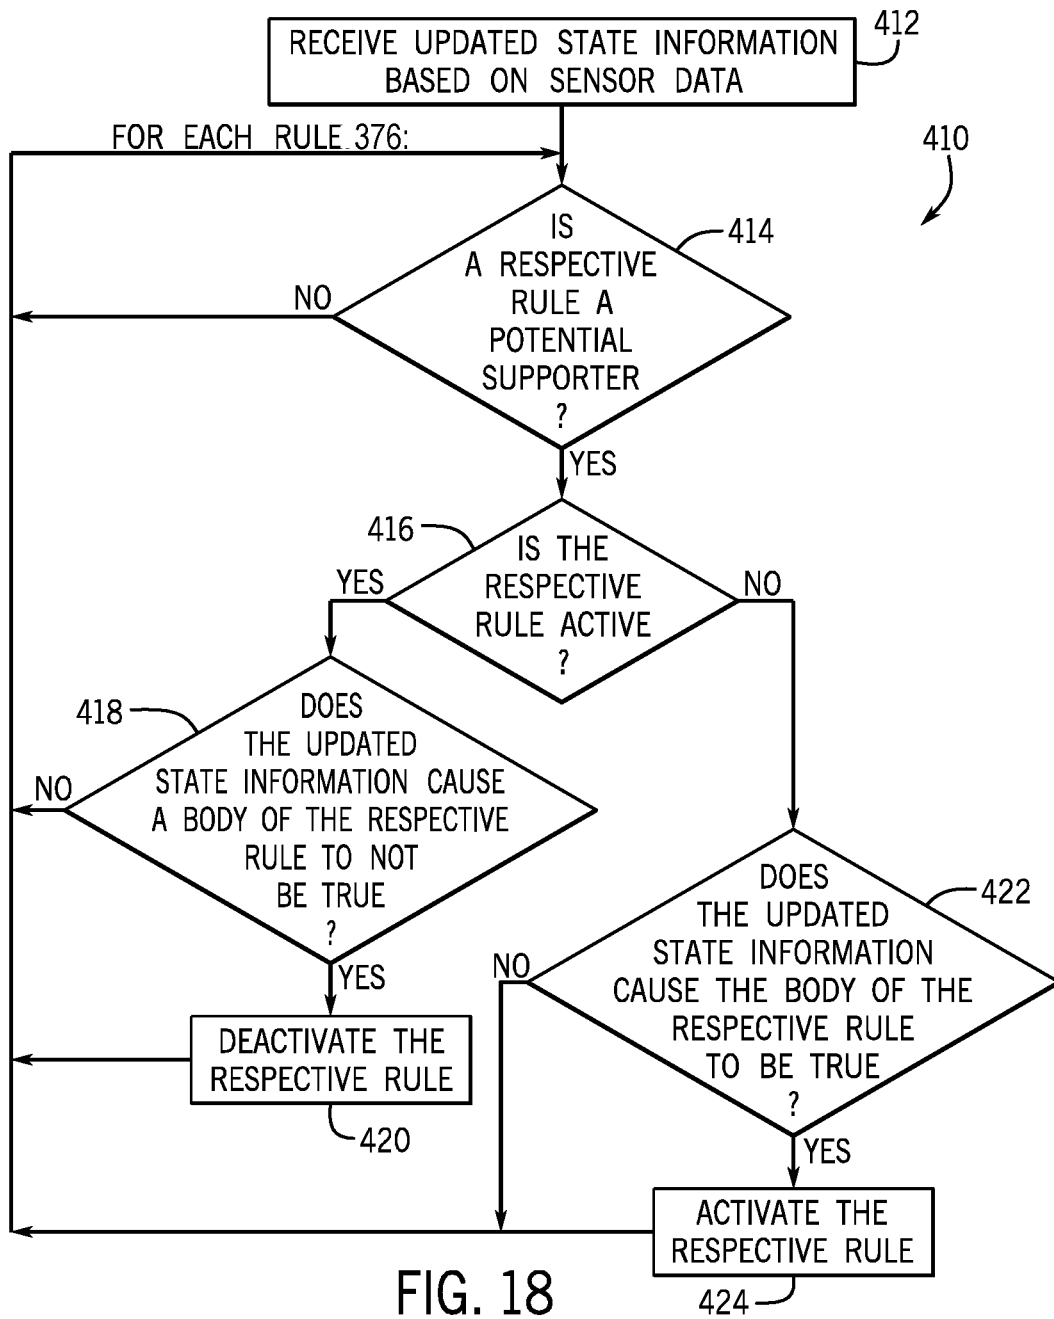 RECEIVE UPDATED STATE INFORMATION
BASED ON SENSOR DATA
412
FOR EACH RULE 376:
410
IS
A RESPECTIVE
RULE A
POTENTIAL
SUPPORTER
?
414
NO
YES
416
IS THE
RESPECTIVE
RULE ACTIVE
?
YES
NO
418
DOES
THE UPDATED
STATE INFORMATION CAUSE
A BODY OF THE RESPECTIVE
RULE TO NOT
BE TRUE
?
NO
YES
DEACTIVATE THE
RESPECTIVE RULE
420
DOES
THE UPDATED
STATE INFORMATION
CAUSE THE BODY OF THE
RESPECTIVE RULE
TO BE TRUE
?
422
NO
YES
ACTIVATE THE
RESPECTIVE RULE
424
FIG. 18